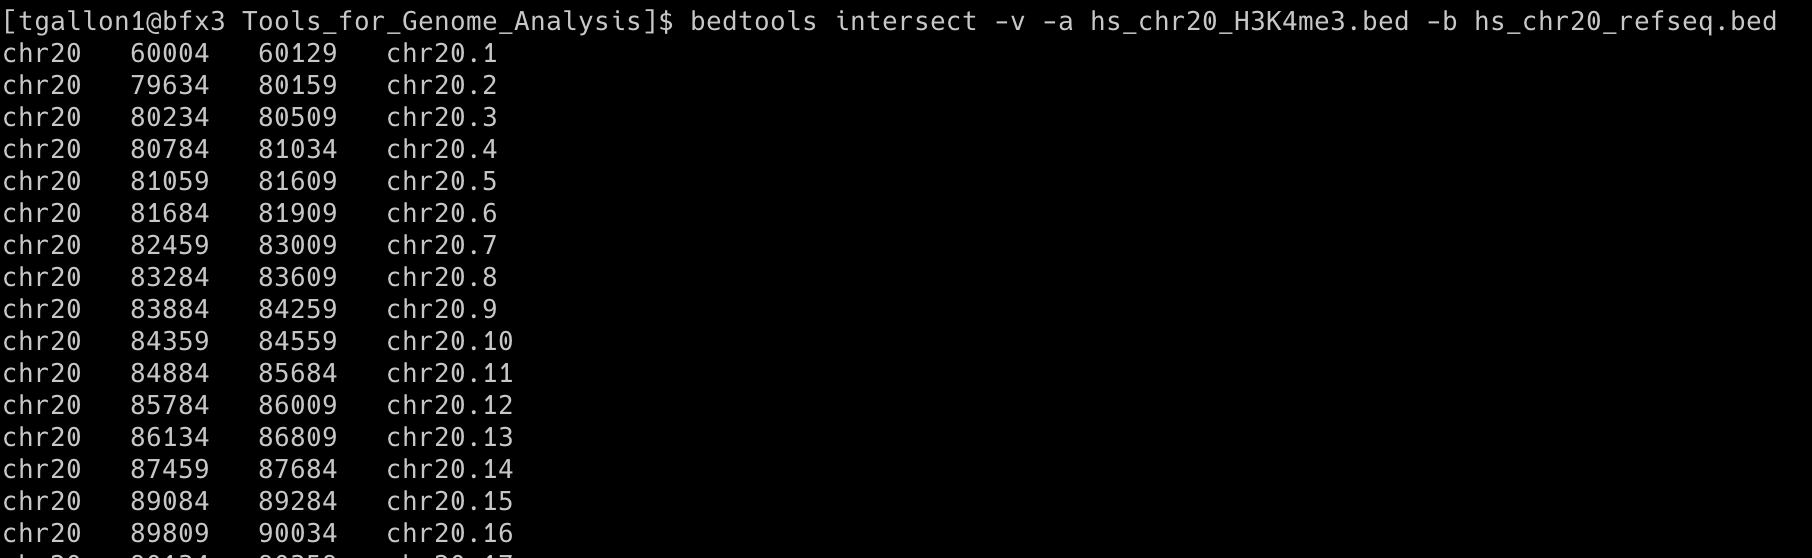 [tgallon1@bfx3 Tools_for_Genome_Analysis]$ bedtools intersect -v -a hs_chr20_H3K4me3.bed -b hs_chr20_refseq.bed
chr20   60004   60129   chr20.1
chr20   79634   80159   chr20.2
chr20   80234   80509   chr20.3
chr20   80784   81034   chr20.4
chr20   81059   81609   chr20.5
chr20   81684   81909   chr20.6
chr20   82459   83009   chr20.7
chr20   83284   83609   chr20.8
chr20   83884   84259   chr20.9
chr20   84359   84559   chr20.10
chr20   84884   85684   chr20.11
chr20   85784   86009   chr20.12
chr20   86134   86809   chr20.13
chr20   87459   87684   chr20.14
chr20   89084   89284   chr20.15
chr20   89809   90034   chr20.16